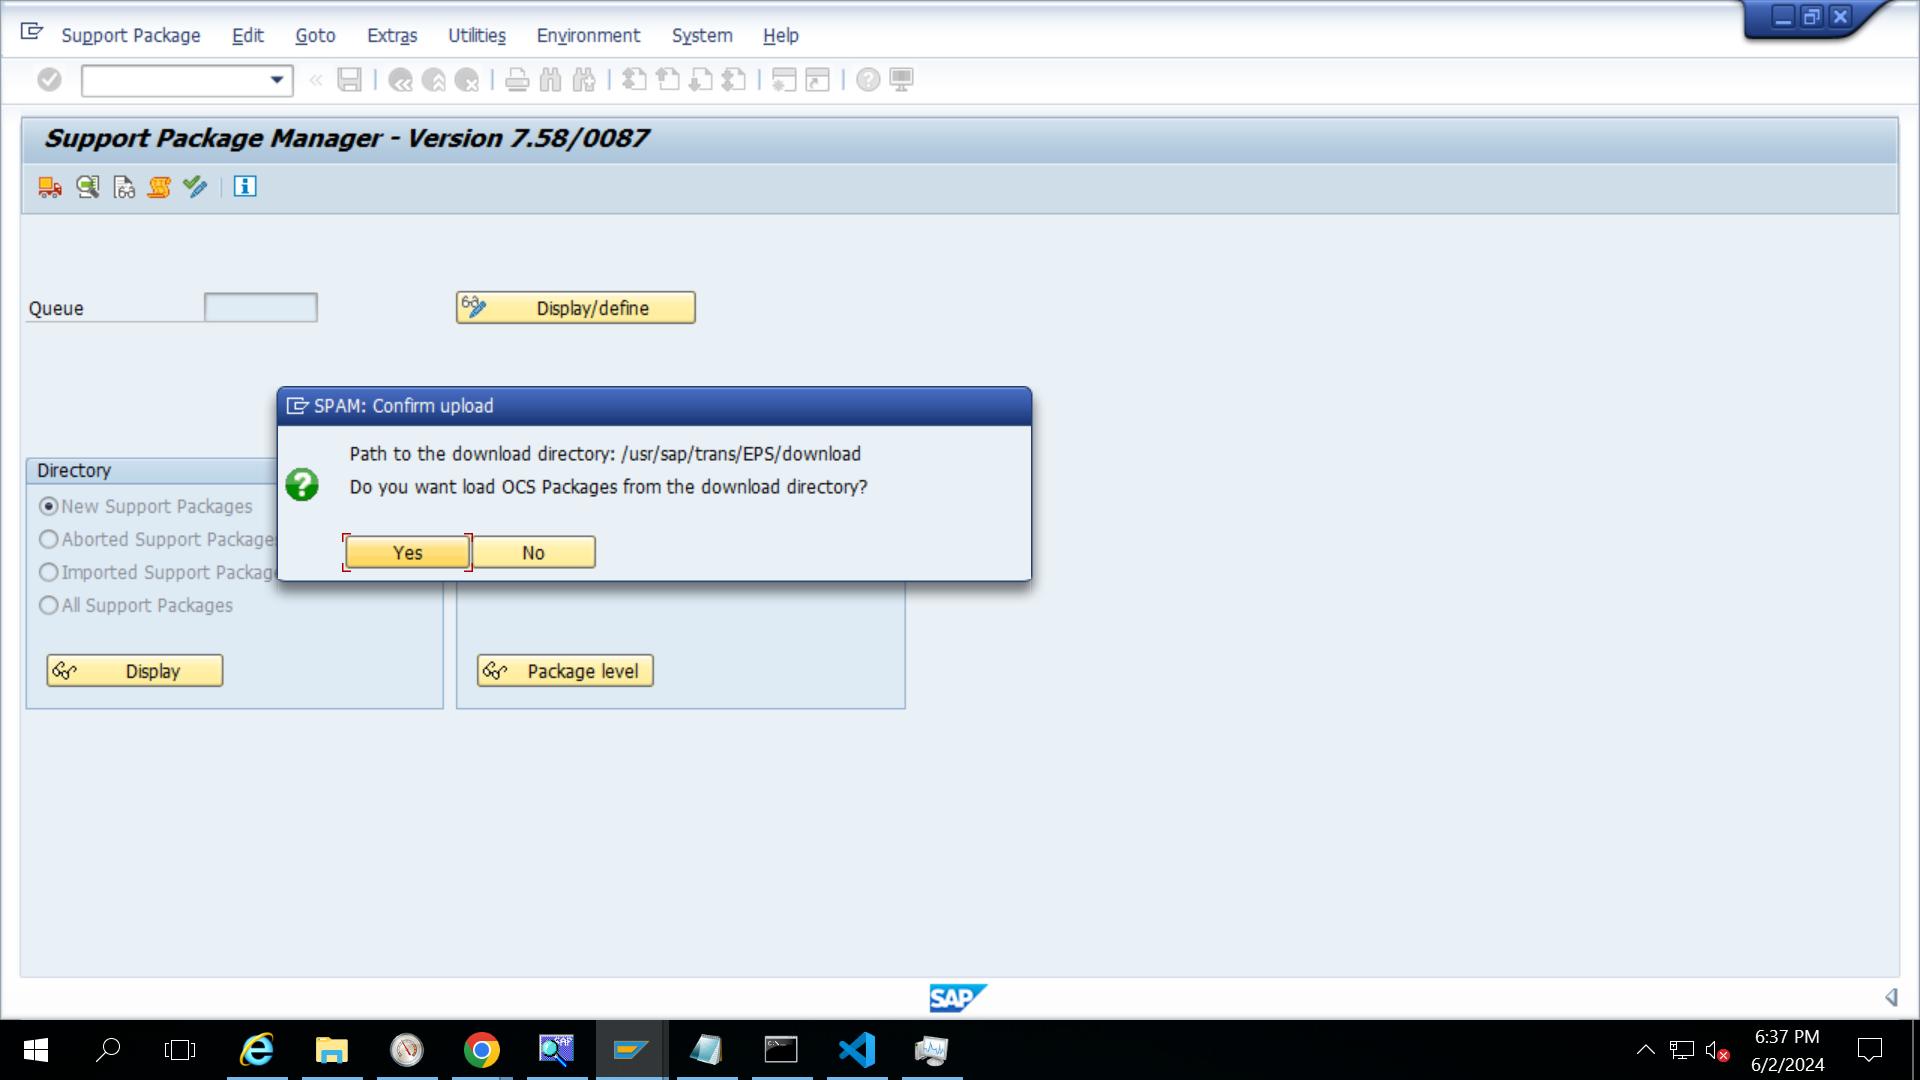 Support Package Edit Goto Extras Utilities Environment System Help
Support Package Manager - Version 7.58/0087
Queue
Display/define
SPAM: Confirm upload
Path to the download directory: /usr/sap/trans/EPS/download
Do you want load OCS Packages from the download directory?
Yes No
Directory
New Support Packages
Aborted Support Package
Imported Support Packag
All Support Packages
Display
Package level
SAP
6:37 PM
6/2/2024